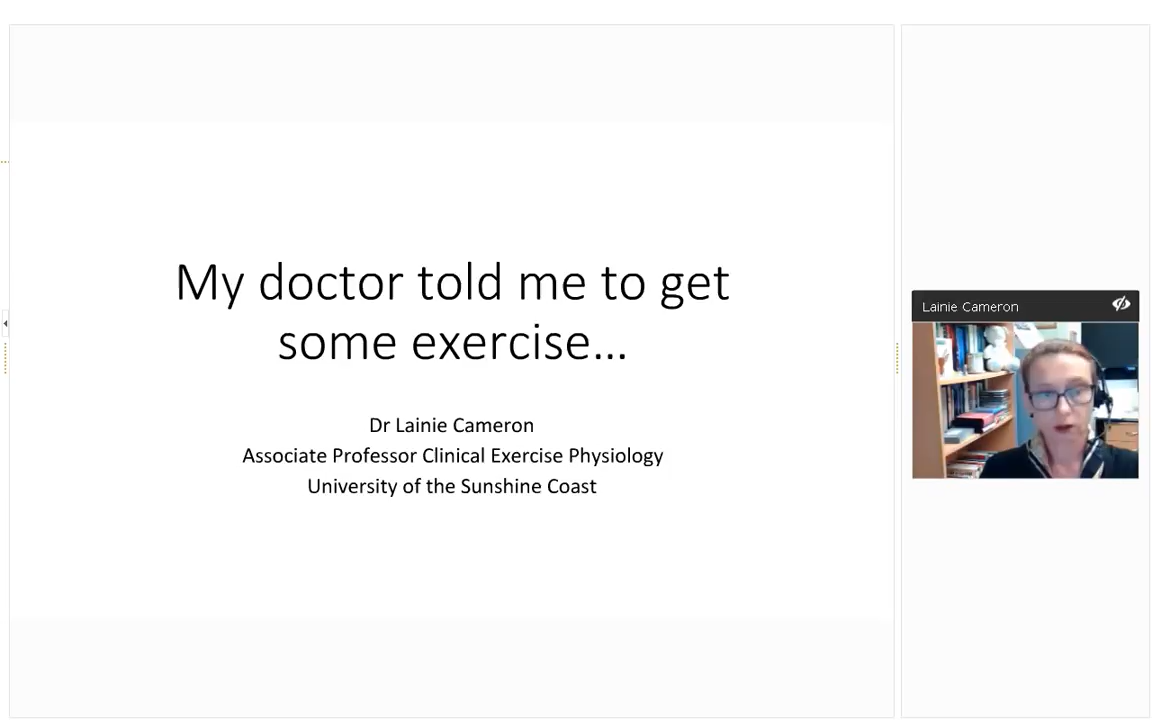 My doctor told me to get
some exercise...
Dr Lainie Cameron
Associate Professor Clinical Exercise Physiology
University of the Sunshine Coast
Lainie Cameron